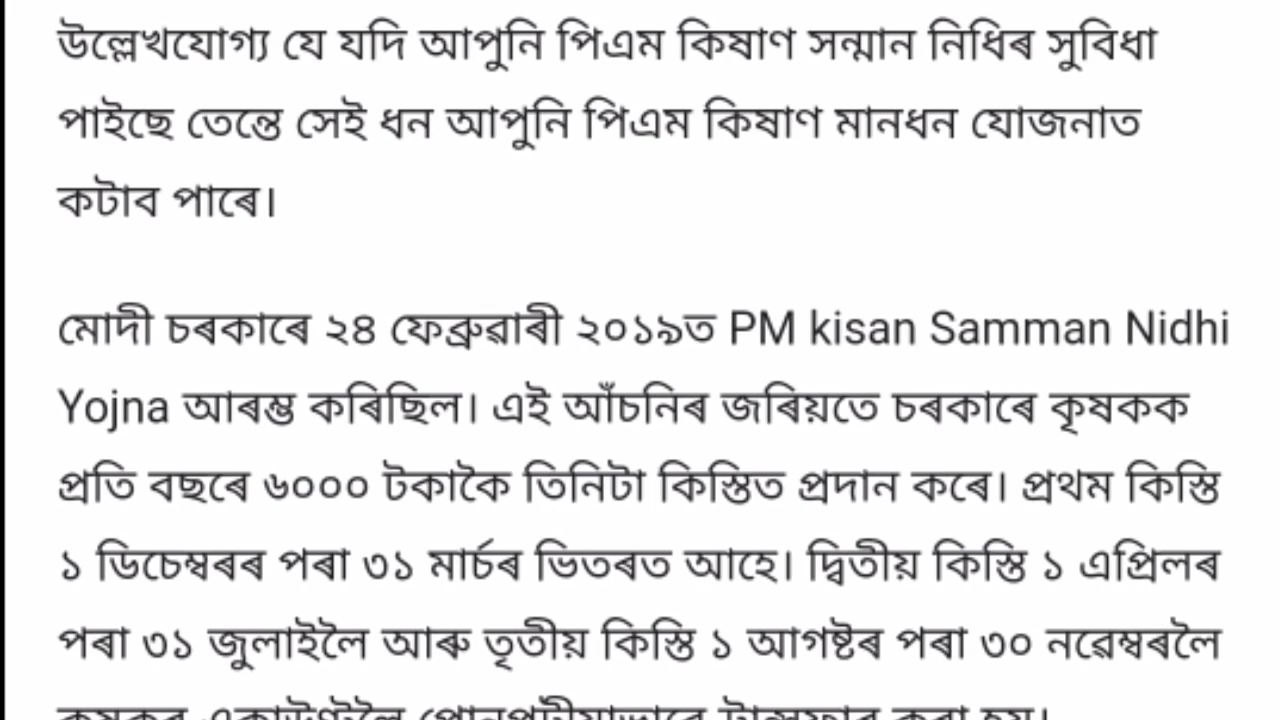 উল্লেখযোগ্য যে যদি আপুনি পিএম কিষাণ সন্মান নিধিৰ সুবিধা
পাইছে তেন্তে সেই ধন আপুনি পিএম কিষাণ মানধন যোজনাত
কটাব পাৰে।
মোদী চৰকাৰে ২৪ ফেব্ৰুৱাৰী ২০১৯ত PM kisan Samman Nidhi
Yojna আৰম্ভ কৰিছিল। এই আঁচনিৰ জৰিয়তে চৰকাৰে কৃষকক
প্ৰতি বছৰে ৬০০০ টকাকৈ তিনিটা কিস্তিত প্ৰদান কৰে। প্ৰথম কিস্তি
১ ডিচেম্বৰৰ পৰা ৩১ মাৰ্চৰ ভিতৰত আহে। দ্বিতীয় কিস্তি ১ এপ্ৰিলৰ
পৰা ৩১ জুলাইলৈ আৰু তৃতীয় কিস্তি ১ আগষ্টৰ পৰা ৩০ নৱেম্বৰলৈ